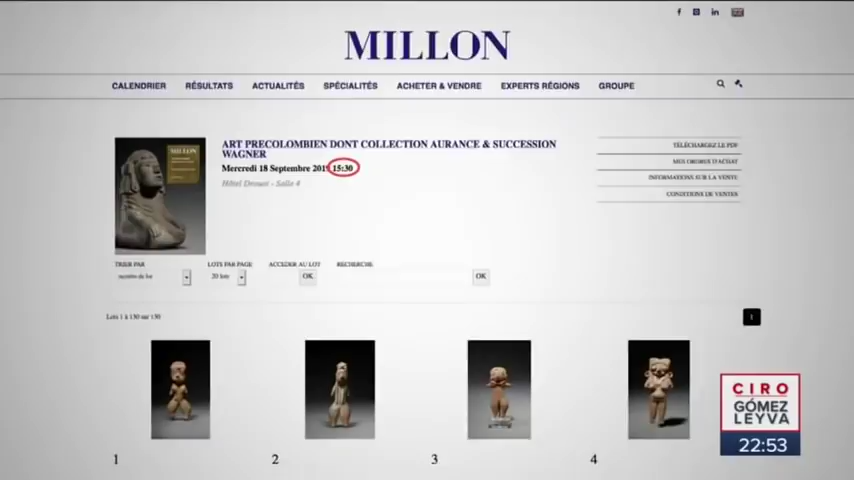 MILLON
CALENDRIER RÉSULTATS ACTUALITÉS SPÉCIALITÉS ACHETER & VENDRE EXPERTS RÉGIONS GROUPE
MILLON
ART PRECOLOMBIEN DONT COLLECTION AURANCE & SUCCESSION
WAGNER
Mercredi 18 Septembre 2019 15:30
Hôtel Drouot - Salle 4
TÉLÉCHARGEZ LE PDF
MES ORDRES D'ACHAT
INFORMATIONS SUR LA VENTE
CONDITIONS DE VENTES
TRIER PAR LOTS PAR PAGE ACCEDER AU LOT RECHERCHE
numéro de lot 20 lots OK OK
Lots 1 à 130 sur 130
1
1 2 3 4
CIRO
GÓMEZ
LEYVA
22:53